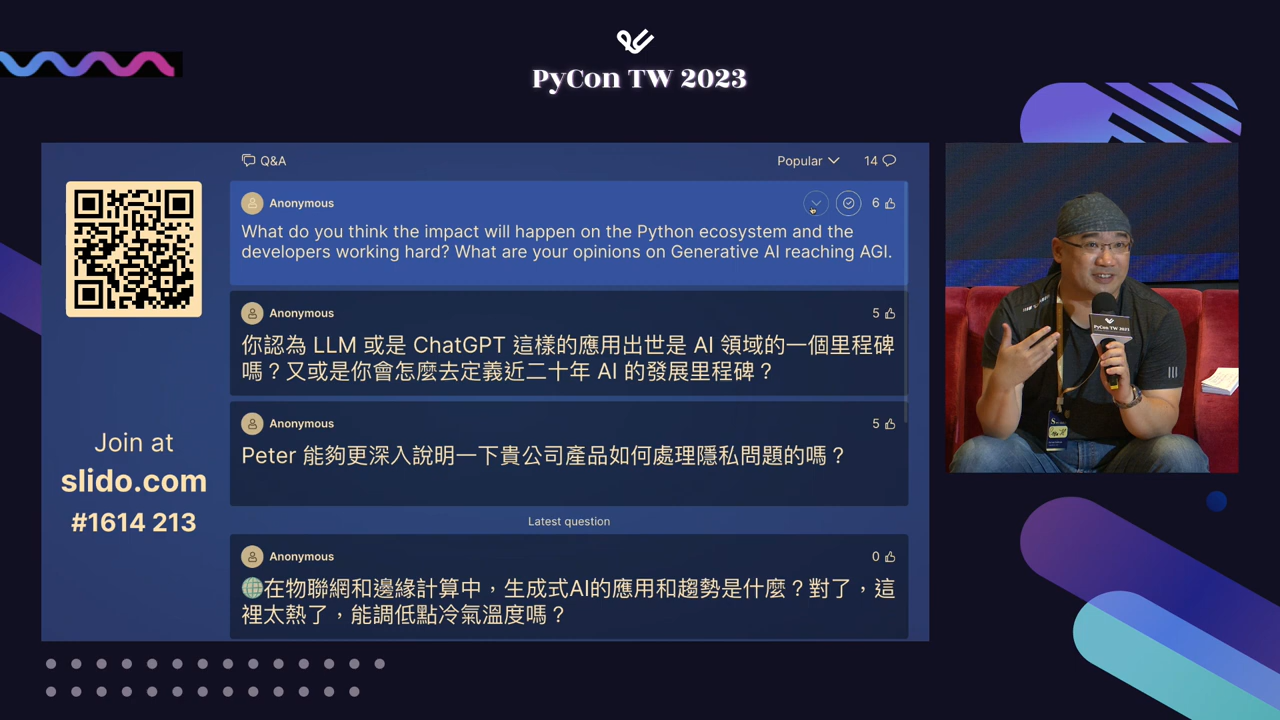 PyCon TW 2023
Q&A
Popular
14
Anonymous
6
What do you think the impact will happen on the Python ecosystem and the
developers working hard? What are your opinions on Generative AI reaching AGI.
Anonymous
5
你認為 LLM 或是 ChatGPT 這樣的應用出世是 AI 領域的一個里程碑
嗎？又或是你會怎麼去定義近二十年 AI 的發展里程碑？
Anonymous
5
Peter 能夠更深入說明一下貴公司產品如何處理隱私問題的嗎？
Latest question
Anonymous
0
在物聯網和邊緣計算中，生成式AI的應用和趨勢是什麼？對了，這
裡太熱了，能調低點冷氣溫度嗎？
Join at
slido.com
#1614 213
PyCon TW 2023